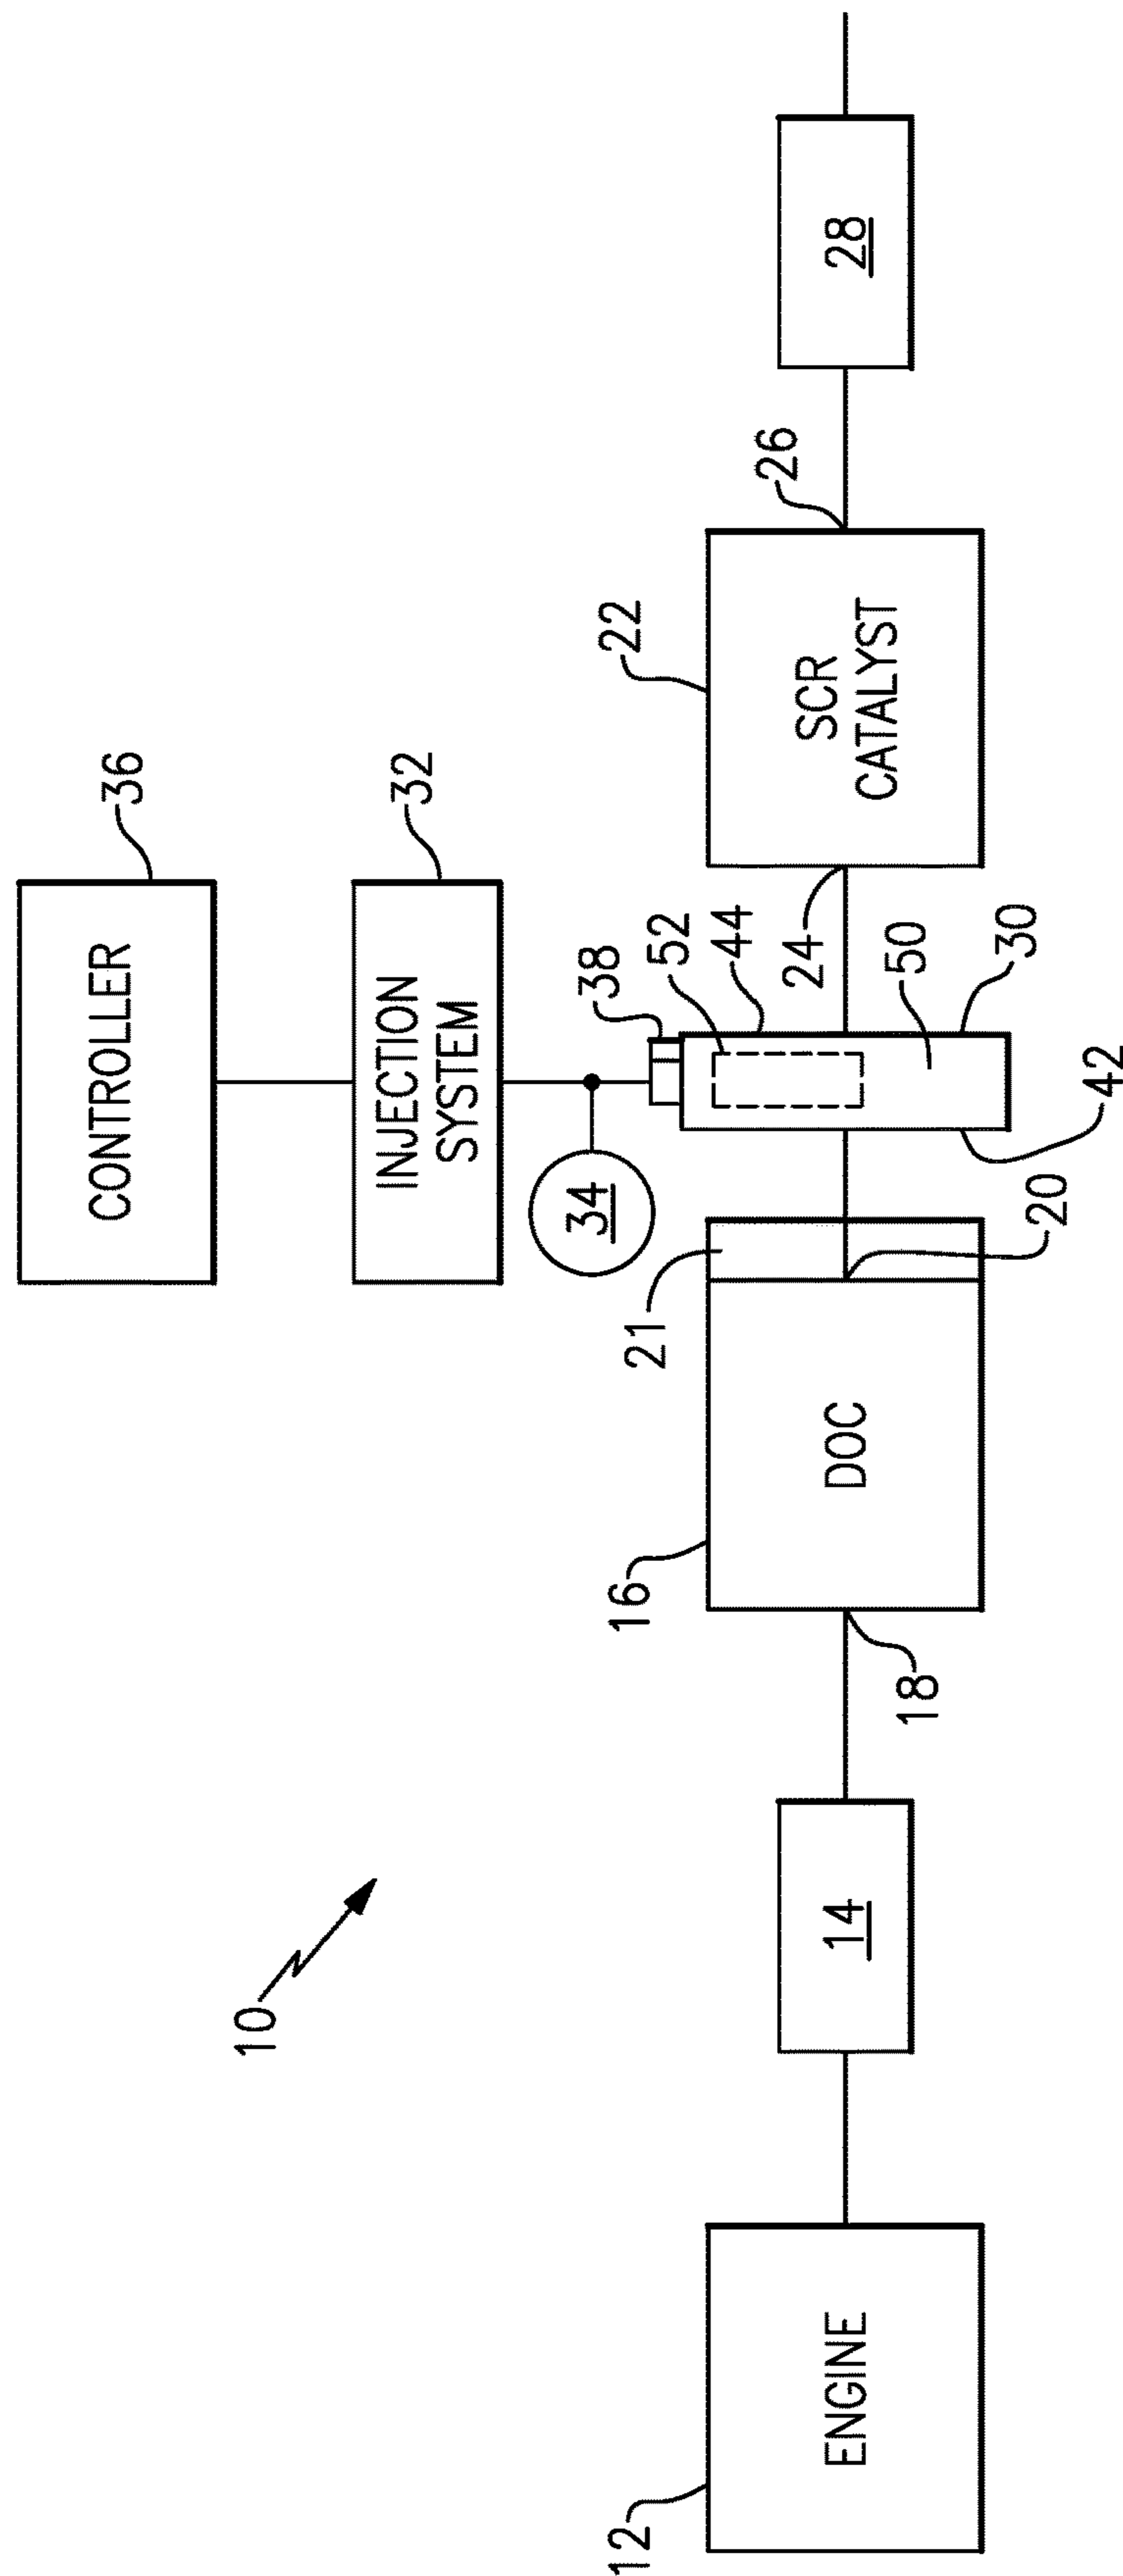 CONTROLLER
36
INJECTION
SYSTEM
32
34
38
52
44
24
22
SCR
CATALYST
26
28
10
12
ENGINE
14
18
16
DOC
21
20
42
50
30